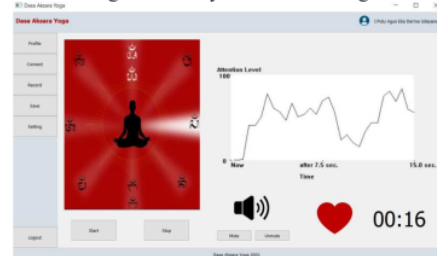 Dasa Aksara Yoga
Dasa Aksara Yoga
Profile
Connect
Record
Save
Setting
Logout
Start
Stop
Attention Level
100
0
Now
after 7.5 sec.
15.0 sec.
Time
Mute
Unmute
00:16